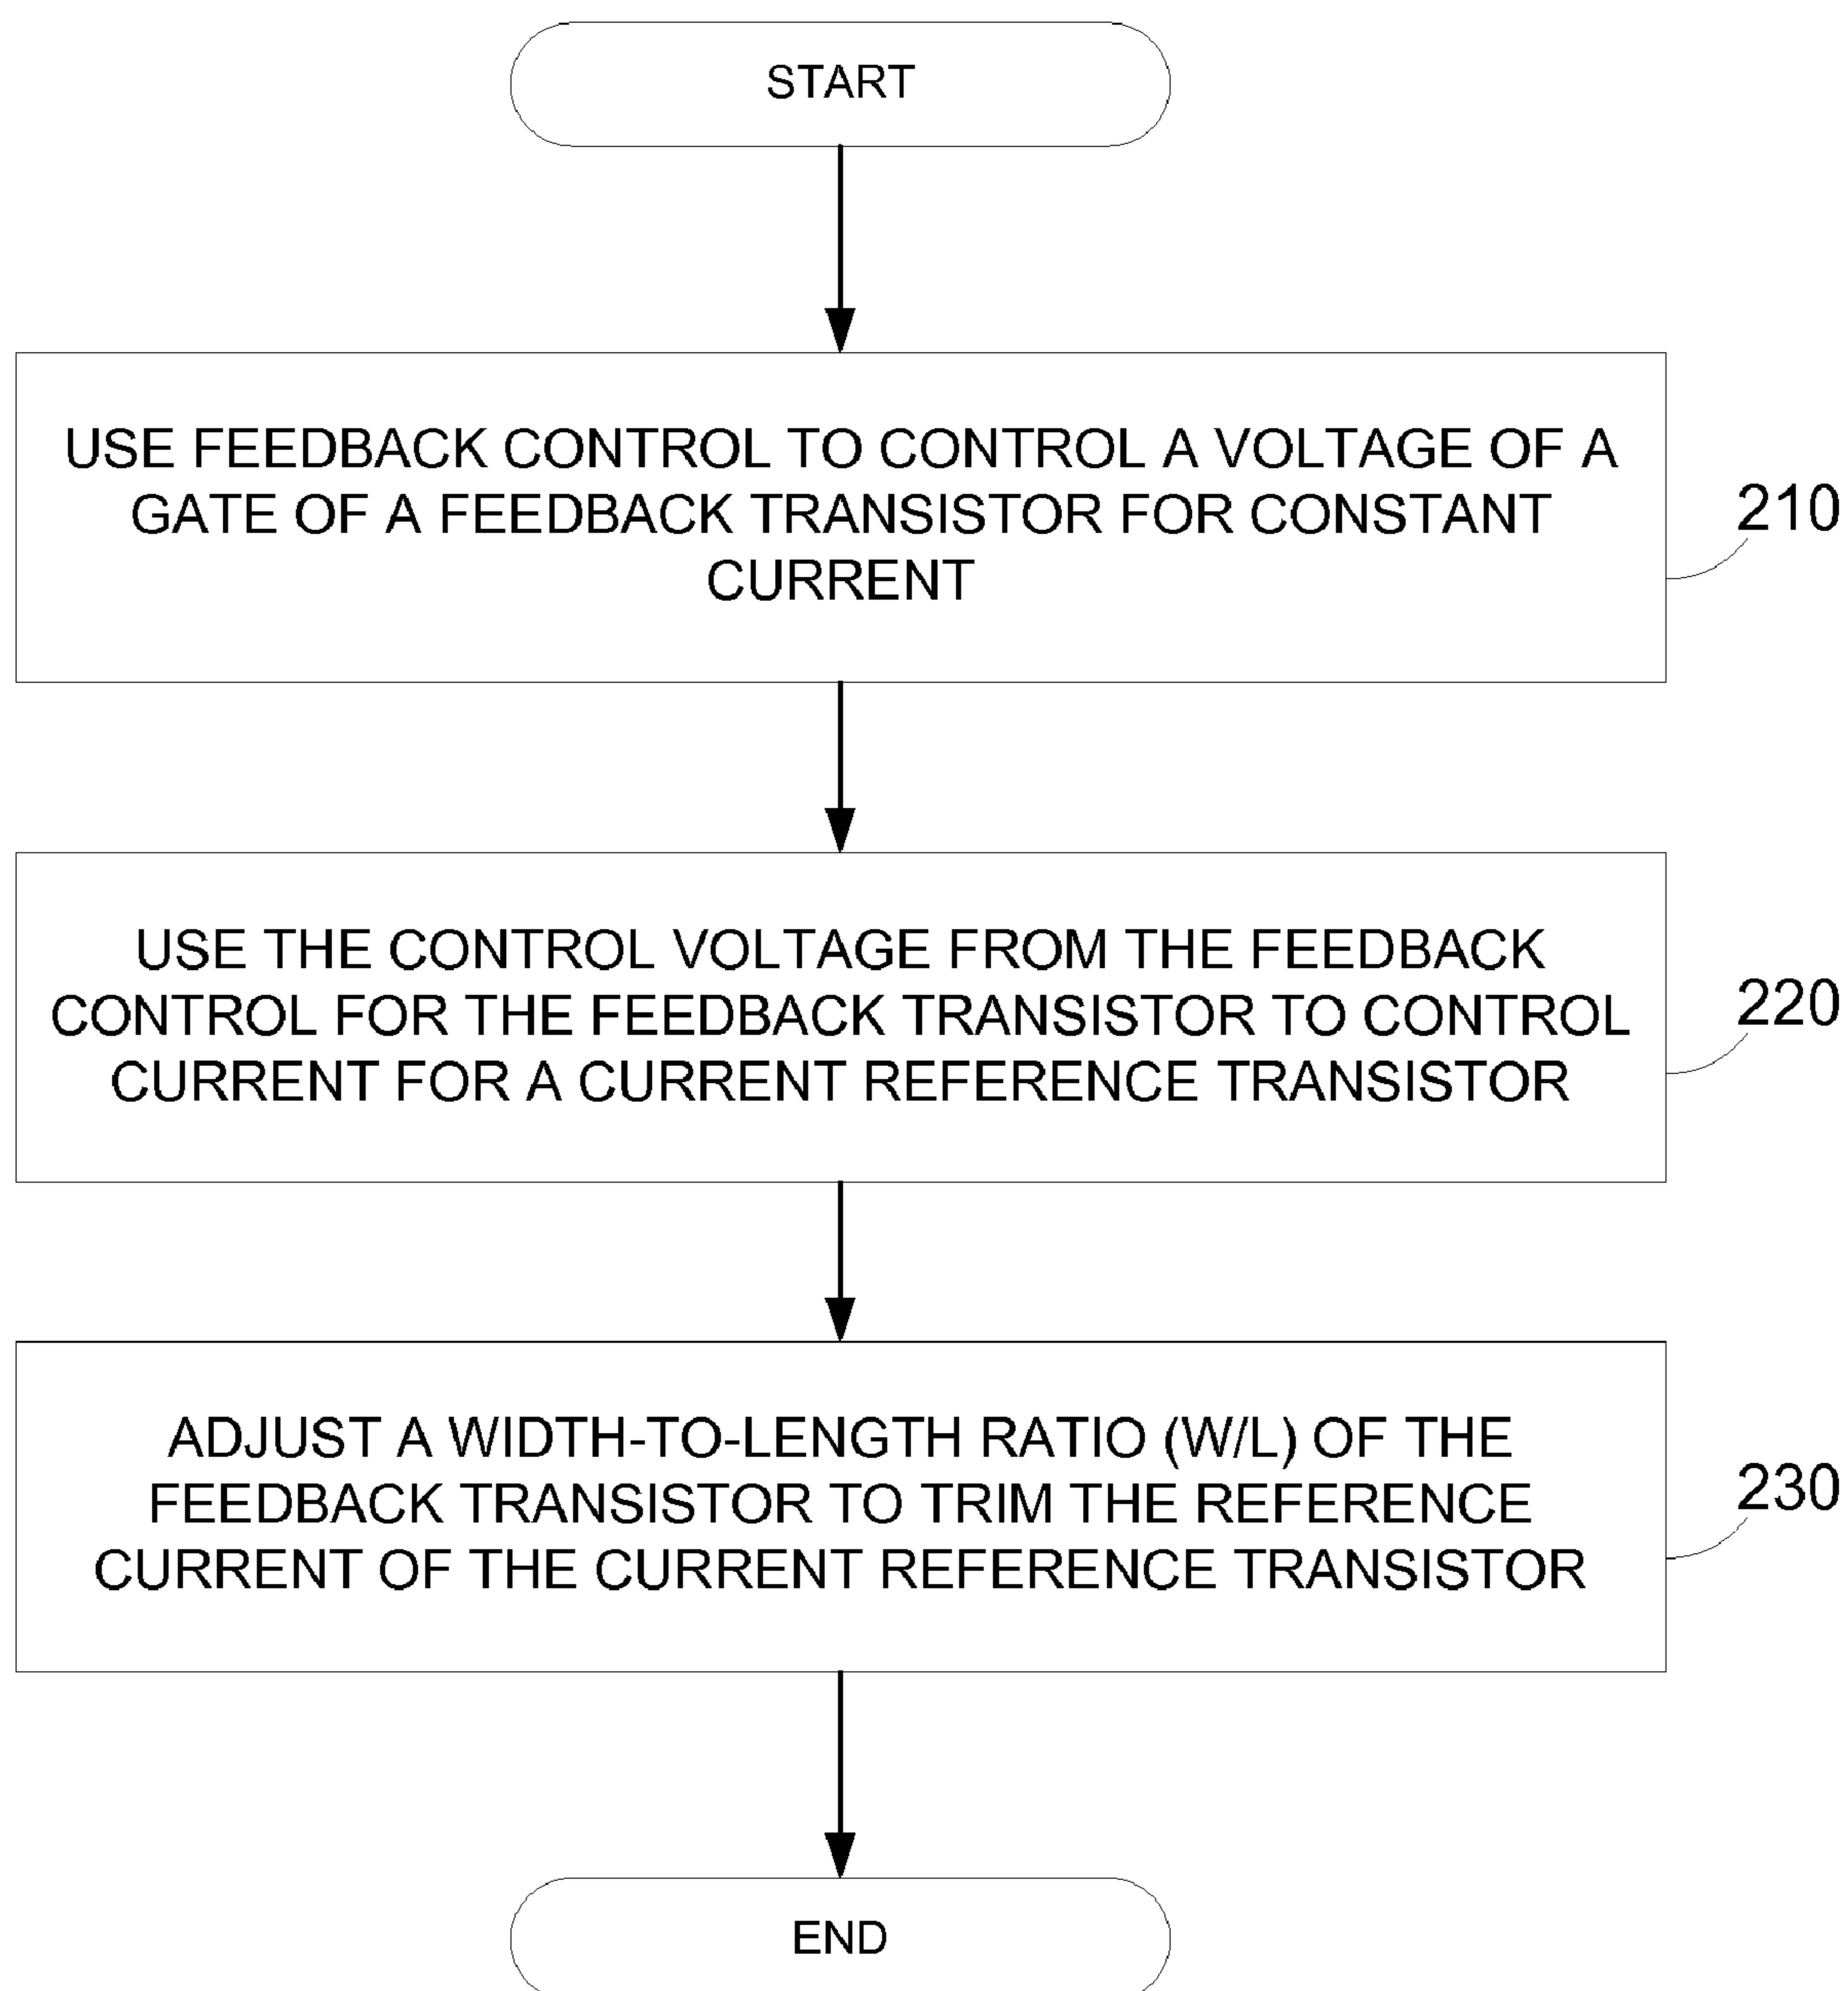 START
USE FEEDBACK CONTROL TO CONTROL A VOLTAGE OF A
GATE OF A FEEDBACK TRANSISTOR FOR CONSTANT
CURRENT
210
USE THE CONTROL VOLTAGE FROM THE FEEDBACK
CONTROL FOR THE FEEDBACK TRANSISTOR TO CONTROL
CURRENT FOR A CURRENT REFERENCE TRANSISTOR
220
ADJUST A WIDTH-TO-LENGTH RATIO (W/L) OF THE
FEEDBACK TRANSISTOR TO TRIM THE REFERENCE
CURRENT OF THE CURRENT REFERENCE TRANSISTOR
230
END